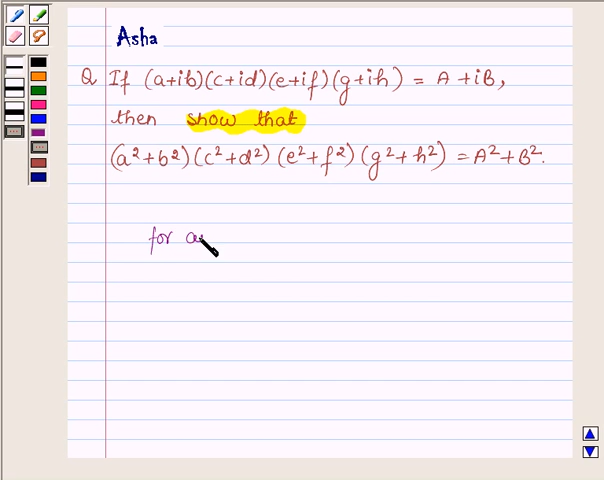 Asha
Q If (a+ib)(c+id)(e+if)(g+ih) = A+iB,
then show that
(a²+b²)(c²+d²)(e²+f²)(g²+h²) = A²+B².
for a